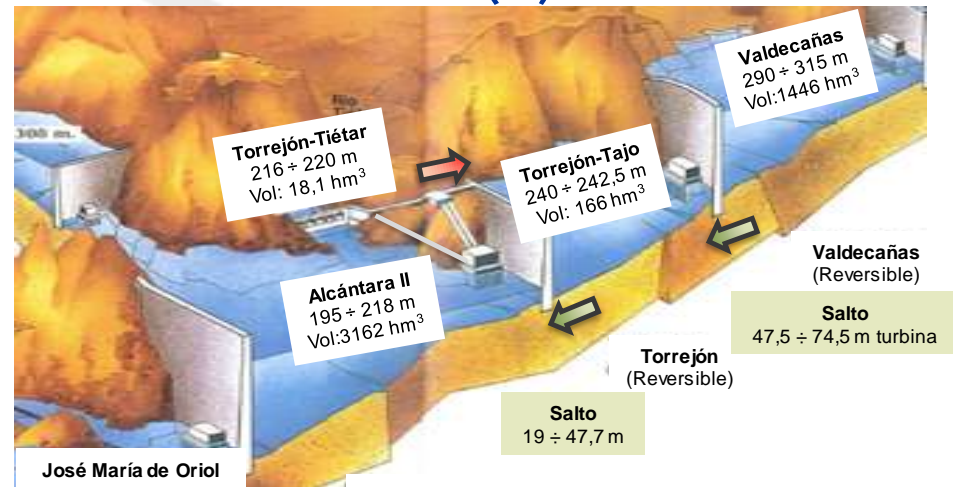 Valdecañas
290 ÷ 315 m
Vol:1446 hm³
308 m.
Torrejón-Tiétar
216 ÷ 220 m
Vol: 18,1 hm³
Torrejón-Tajo
240 ÷ 242,5 m
Vol: 166 hm³
Alcántara II
195 ÷ 218 m
Vol:3162 hm³
Valdecañas
(Reversible)
Salto
47,5 ÷ 74,5 m turbina
Torrejón
(Reversible)
Salto
19 ÷ 47,7 m
José María de Oriol